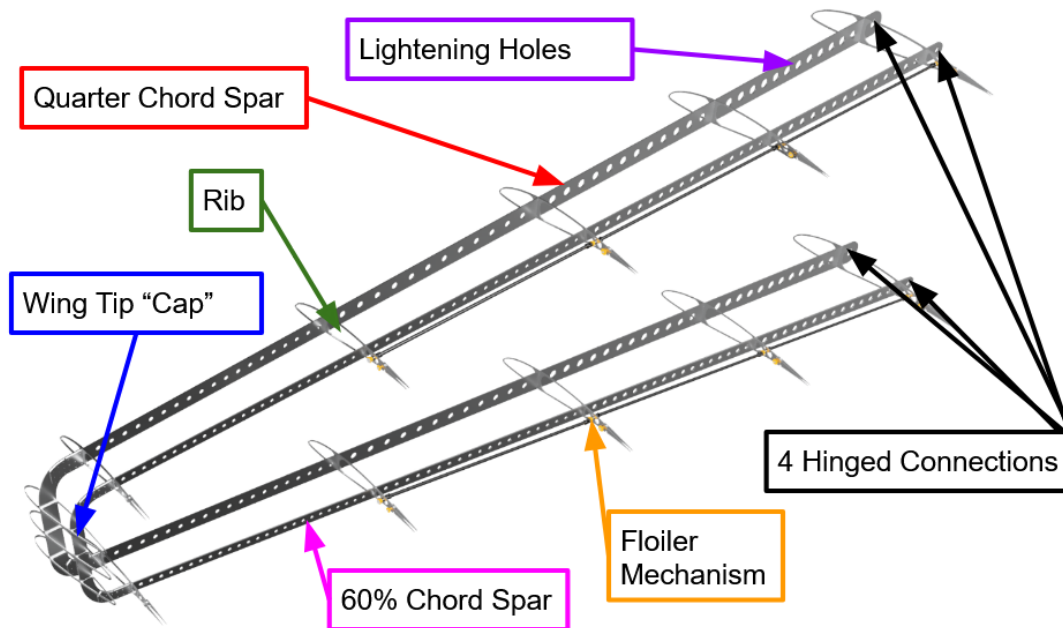 Lightening Holes
Quarter Chord Spar
Rib
Wing Tip “Cap”
4 Hinged Connections
Floiler
Mechanism
60% Chord Spar